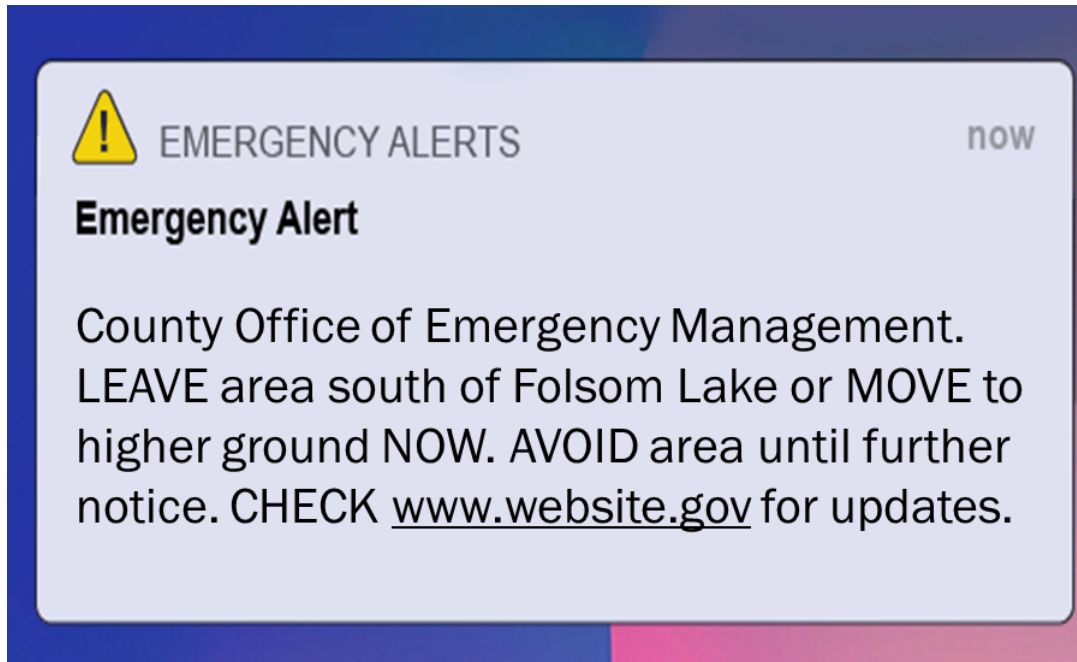 EMERGENCY ALERTS
now
Emergency Alert
County Office of Emergency Management.
LEAVE area south of Folsom Lake or MOVE to
higher ground NOW. AVOID area until further
notice. CHECK www.website.gov for updates.